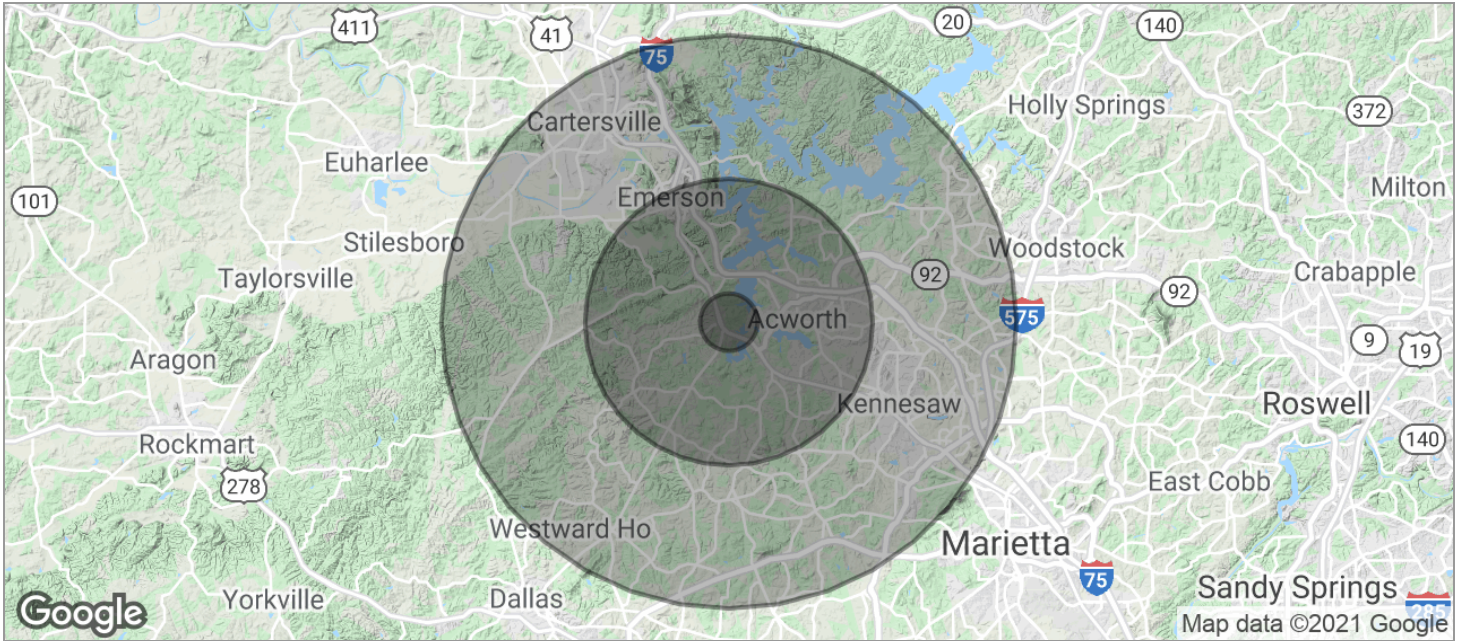 411
41
20
140
75
Cartersville
Holly Springs
372
Euharlee
101
Emerson
Milton
Stilesboro
Woodstock
Taylorsville
92
Crabapple
92
Acworth
575
9
19
Aragon
Kennesaw
Roswell
Rockmart
140
278
East Cobb
Westward Ho
Marietta
75
Sandy Springs
Yorkville
Dallas
285
Google
Map data ©2021 Google